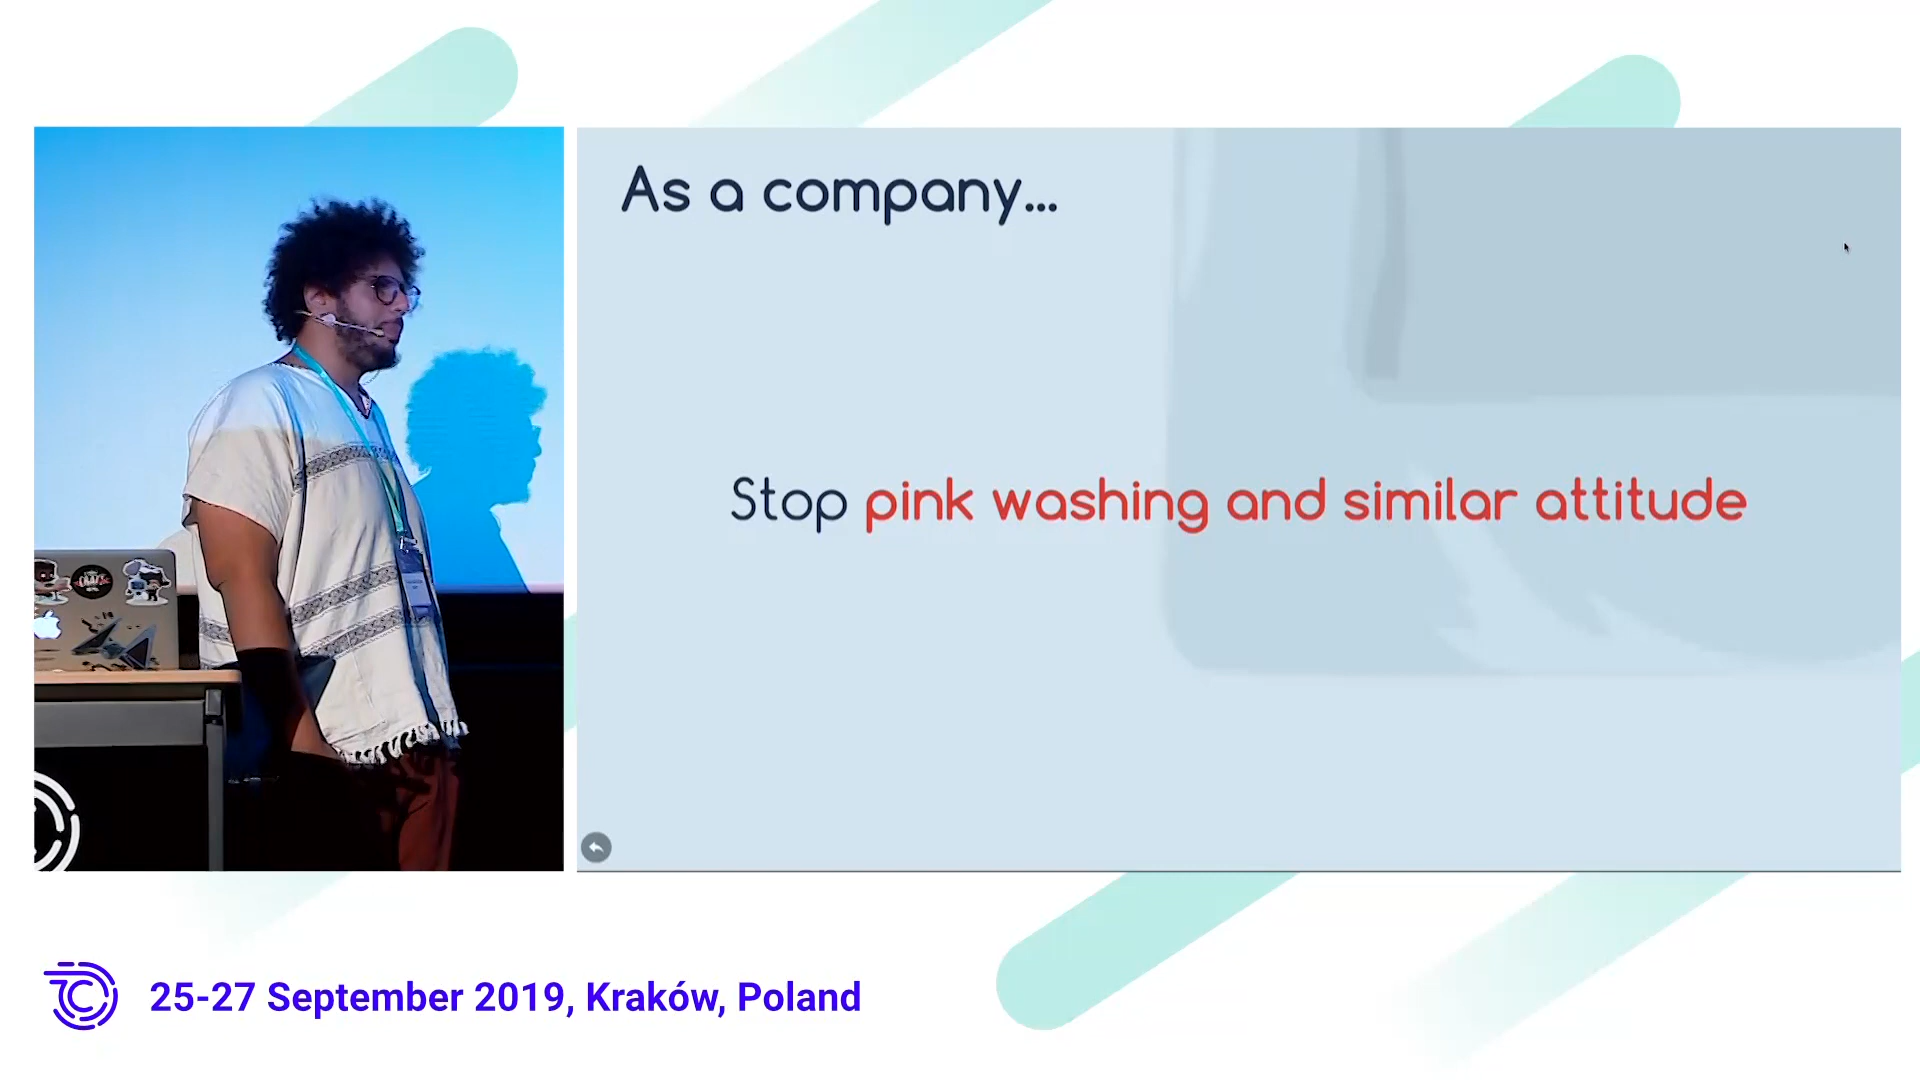 As a company...
Stop pink washing and similar attitude
25-27 September 2019, Kraków, Poland